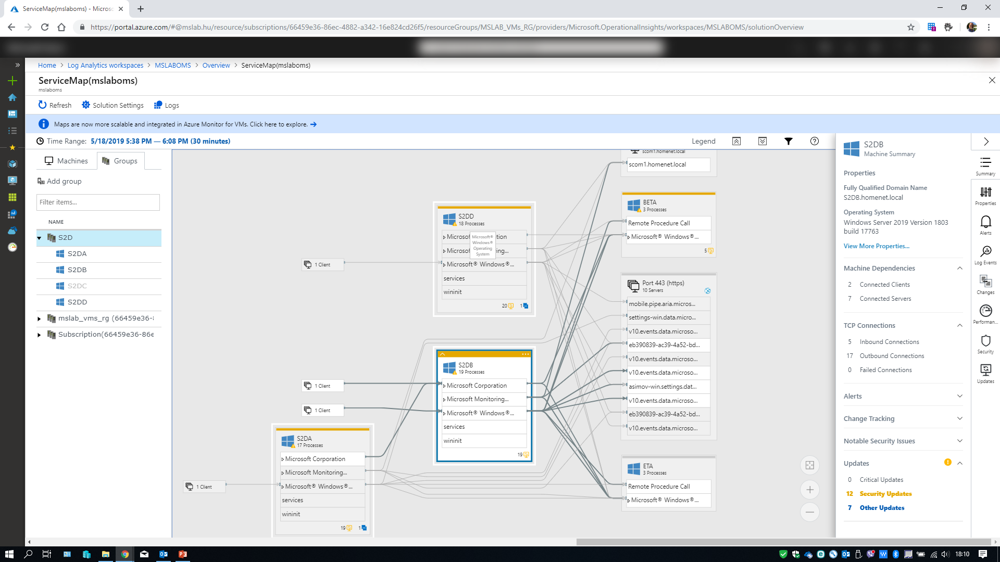 ServiceMap(mslaboms) - Microsc
https://portal.azure.com/#@mslab.hu/resource/subscriptions/66459e36-86ec-4882-a342-16e824cd26f5/resourceGroups/MSLAB_VMs_RG/providers/Microsoft.OperationalInsights/workspaces/MSLABOMS/solutionOverview
Home > Log Analytics workspaces > MSLABOMS > Overview > ServiceMap(mslaboms)
ServiceMap(mslaboms)
mslaboms
Refresh Solution Settings Logs
Maps are now more scalable and integrated in Azure Monitor for VMs. Click here to explore. →
Time Range: 5/18/2019 5:38 PM — 6:08 PM (30 minutes)
Legend
Machines Groups
Add group
Filter items...
NAME
S2D
S2DA
S2DB
S2DC
S2DD
mslab_vms_rg (66459e36-8
Subscription(66459e36-86e
1 Client
1 Client
1 Client
1 Client
S2DD
18 Processes
Microsof tion
Microsof ing...
Microsoft® Windows®...
services
wininit
20 1
Microsoft®
Windows®
Operating
System
S2DB
19 Processes
Microsoft Corporation
Microsoft Monitoring...
Microsoft® Windows®...
services
wininit
19
S2DA
17 Processes
Microsoft Corporation
Microsoft Monitoring...
Microsoft® Windows®...
services
wininit
19 1
scom1.homenet.local
scom1.homenet.local
BETA
3 Processes
Remote Procedure Call
Microsoft® Windows®...
5
Port 443 (https)
10 Servers
mobile.pipe.aria.micros...
settings-win.data.micro...
v10.events.data.microso...
eb390839-ac39-4a52-bd...
v10.events.data.microso...
v10.events.data.microso...
asimov-win.settings.dat...
v10.events.data.microso...
eb390839-ac39-4a52-bd...
v10.events.data.microso...
ETA
3 Processes
Remote Procedure Call
Microsoft® Windows®...
S2DB
Machine Summary
Properties
Fully Qualified Domain Name
S2DB.homenet.local
Operating System
Windows Server 2019 Version 1803
build 17763
View More Properties...
Machine Dependencies
2 Connected Clients
7 Connected Servers
TCP Connections
5 Inbound Connections
17 Outbound Connections
0 Failed Connections
Alerts
Change Tracking
Notable Security Issues
Updates
0 Critical Updates
12 Security Updates
7 Other Updates
Summary
Properties
Alerts
Log Events
Changes
Performan...
Security
Updates
18:10